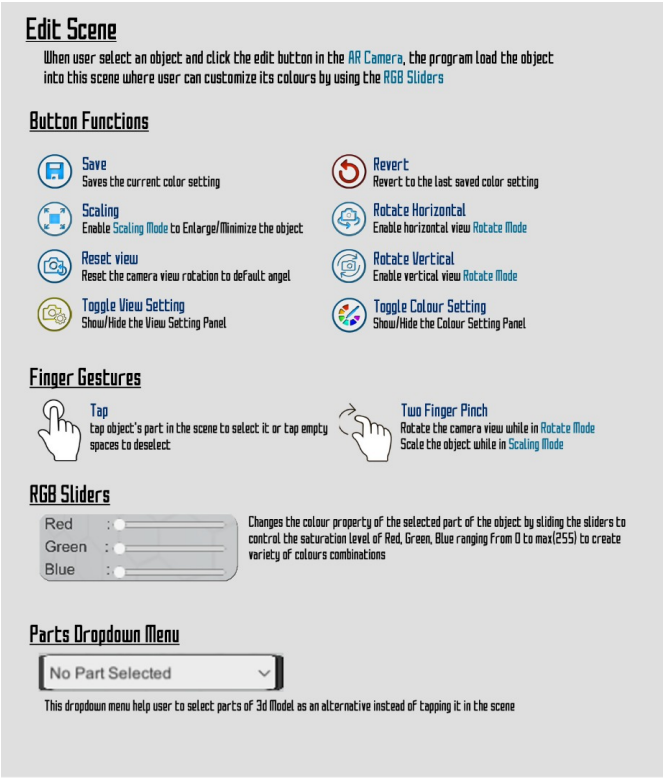 Edit Scene
When user select an object and click the edit button in the AR Camera, the program load the object
into this scene where user can customize its colours by using the RGB Sliders
Button Functions
Save
Saves the current color setting
Revert
Revert to the last saved color setting
Scaling
Enable Scaling Mode to Enlarge/Minimize the object
Rotate Horizontal
Enable horizontal view Rotate Mode
Reset view
Reset the camera view rotation to default angel
Rotate Vertical
Enable vertical view Rotate Mode
Toggle View Setting
Show/Hide the View Setting Panel
Toggle Colour Setting
Show/Hide the Colour Setting Panel
Finger Gestures
Tap
tap object's part in the scene to select it or tap empty
spaces to deselect
Two Finger Pinch
Rotate the camera view while in Rotate Mode
Scale the object while in Scaling Mode
RGB Sliders
Red :
Green :
Blue :
Changes the colour property of the selected part of the object by sliding the sliders to
control the saturation level of Red, Green, Blue ranging from 0 to max(255) to create
variety of colours combinations
Parts Dropdown Menu
No Part Selected
This dropdown menu help user to select parts of 3d Model as an alternative instead of tapping it in the scene